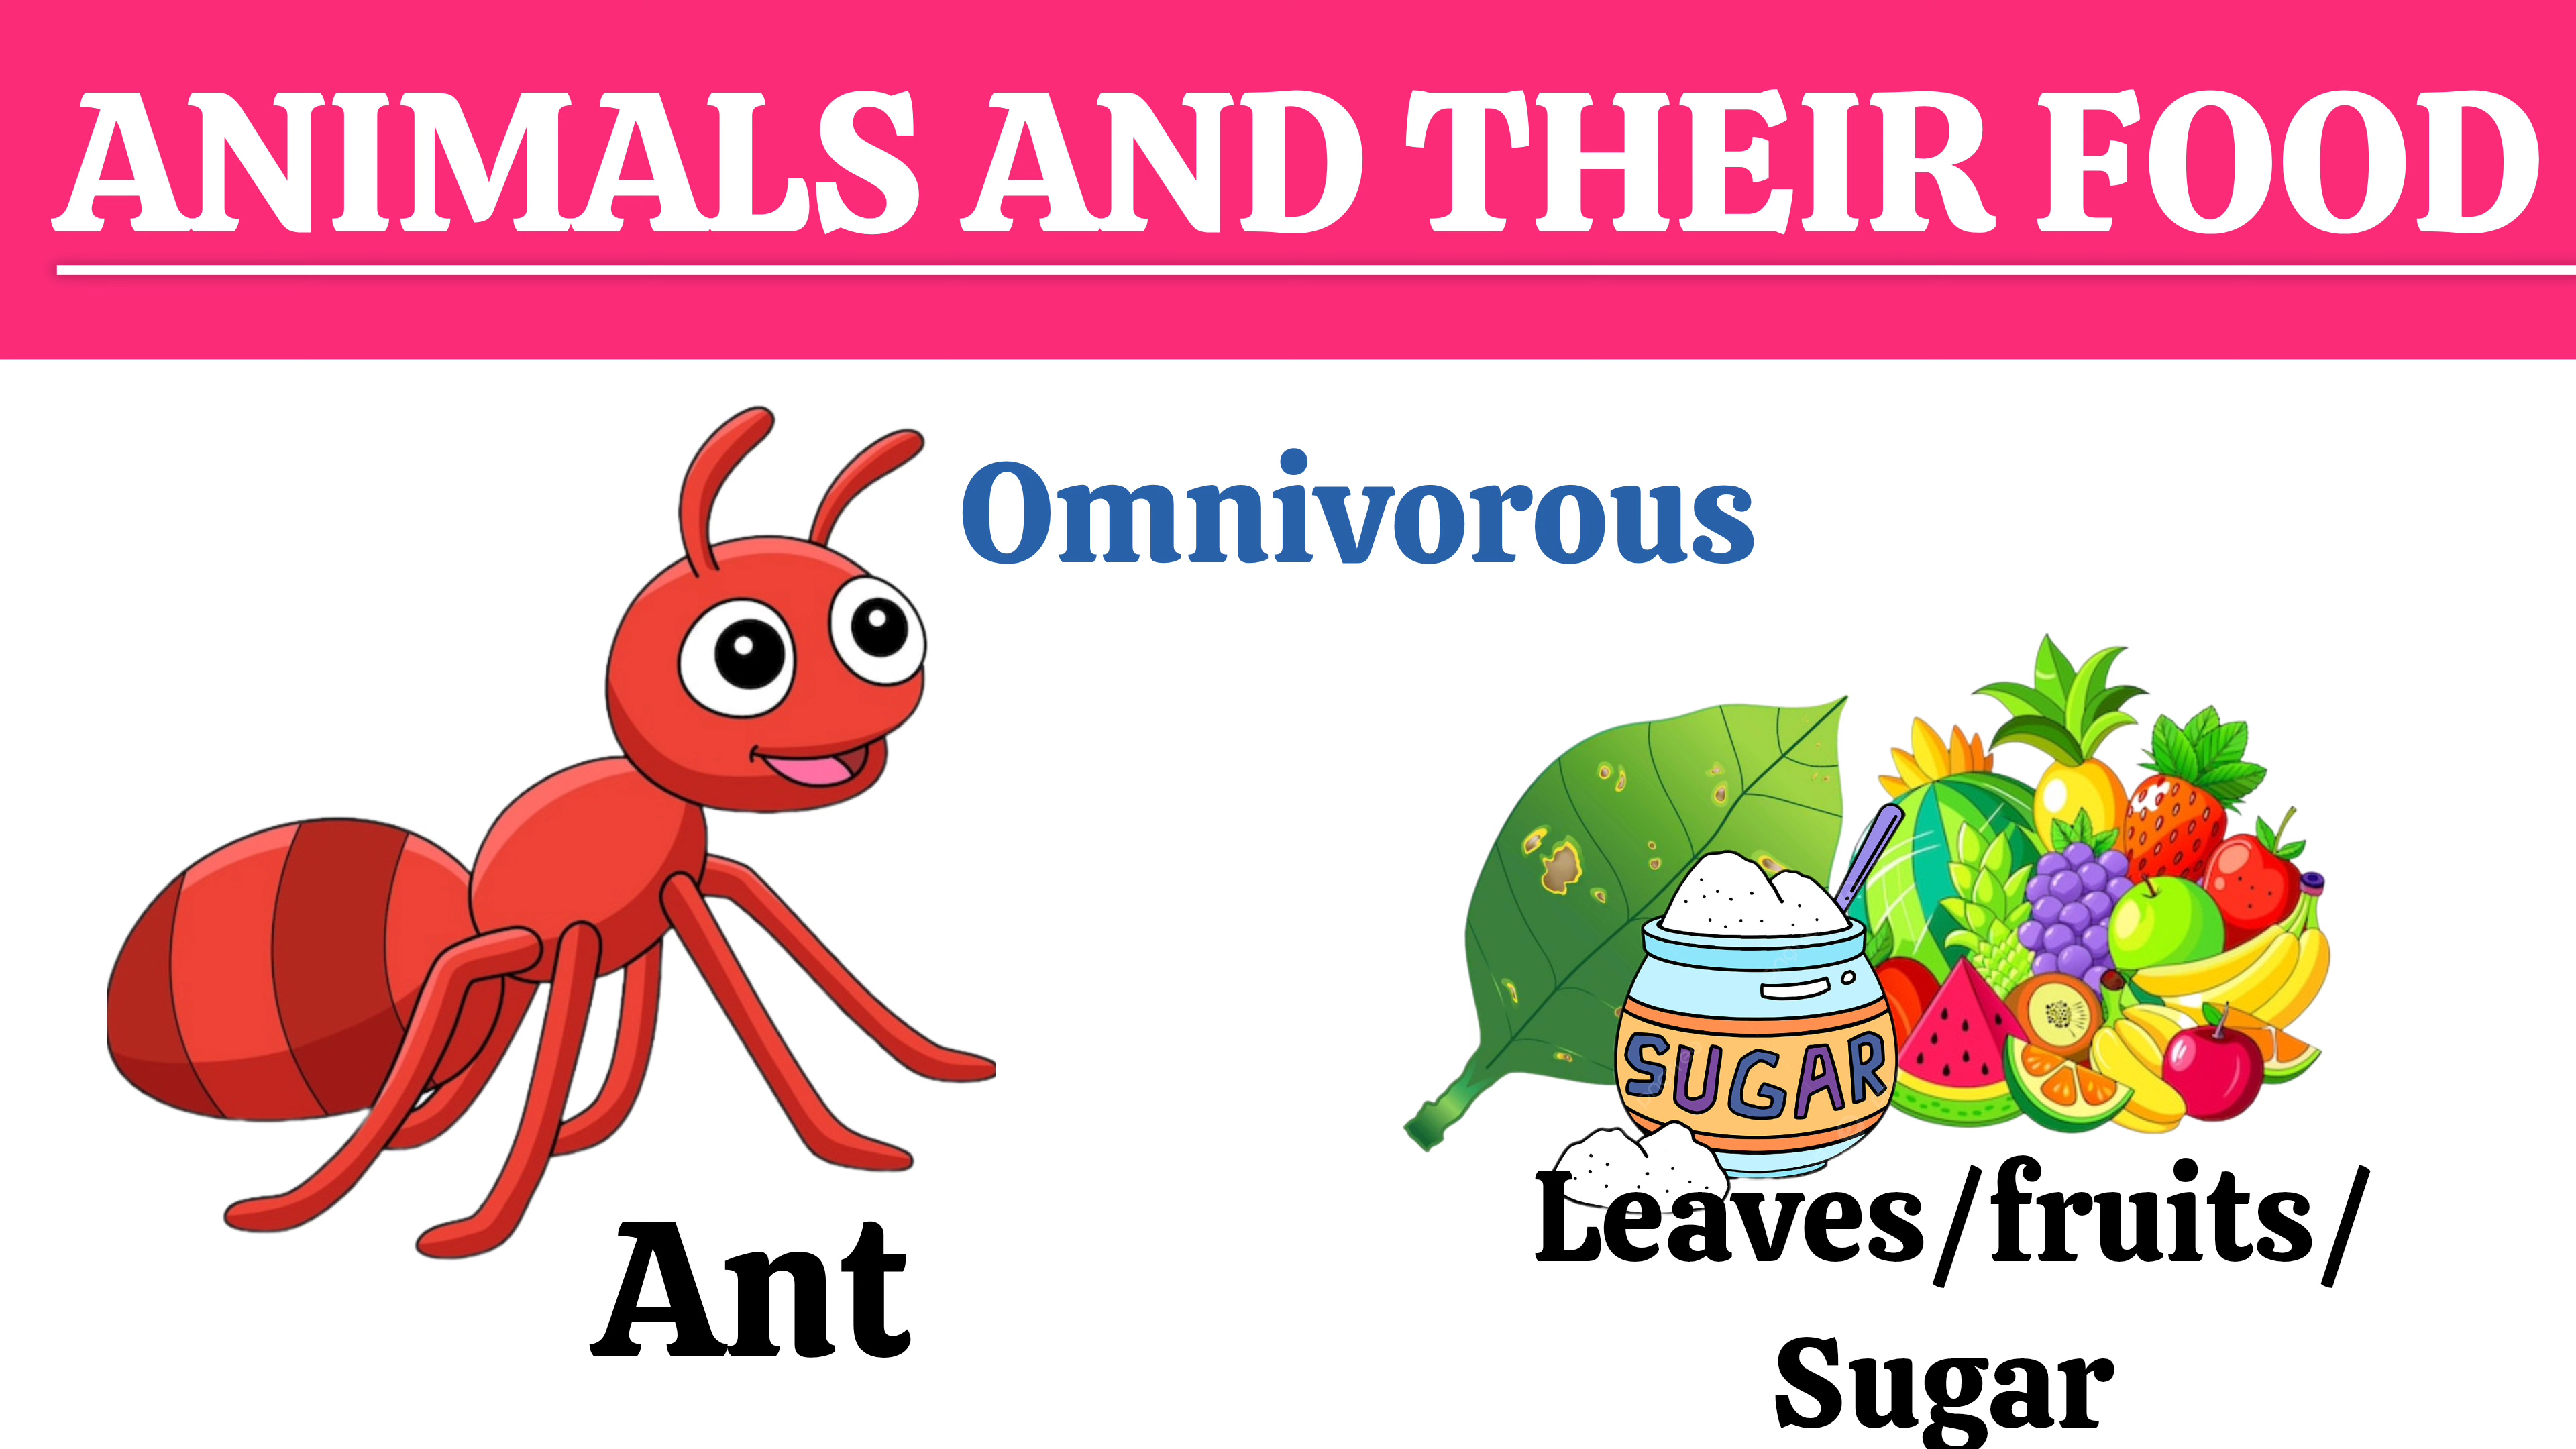 ANIMALS AND THEIR FOOD
Omnivorous
SUGAR
Ant
Leaves/fruits/
Sugar